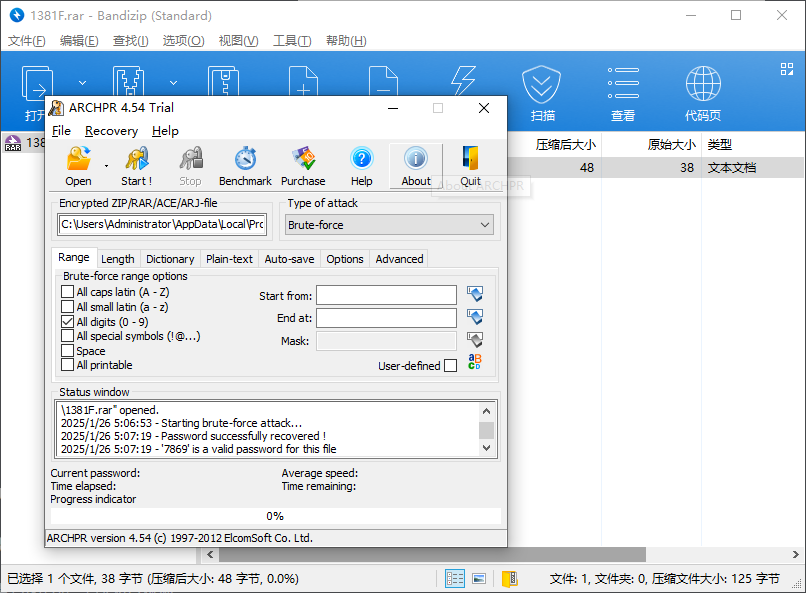 1381F.rar - Bandizip (Standard)
文件(F) 编辑(E) 查找(I) 选项(O) 视图(V) 工具(T) 帮助(H)
扫描 查看 代码页
ARCHPR 4.54 Trial
File Recovery Help
Open Start ! Stop Benchmark Purchase Help About Quit
About ARCHPR
压缩后大小 原始大小 类型
48 38 文本文档
RAR 138
Encrypted ZIP/RAR/ACE/ARJ-file
C:\Users\Administrator\AppData\Local\Prc
Type of attack
Brute-force
Range Length Dictionary Plain-text Auto-save Options Advanced
Brute-force range options
All caps latin (A - Z)
All small latin (a - z)
All digits (0 - 9)
All special symbols (!@...)
Space
All printable
Start from:
End at:
Mask:
User-defined
Status window
\1381F.rar" opened.
2025/1/26 5:06:53 - Starting brute-force attack...
2025/1/26 5:07:19 - Password successfully recovered !
2025/1/26 5:07:19 - '7869' is a valid password for this file
Current password: Average speed:
Time elapsed: Time remaining:
Progress indicator
0%
ARCHPR version 4.54 (c) 1997-2012 ElcomSoft Co. Ltd.
已选择 1 个文件, 38 字节 (压缩后大小: 48 字节, 0.0%) 文件: 1, 文件夹: 0, 压缩文件大小: 125 字节